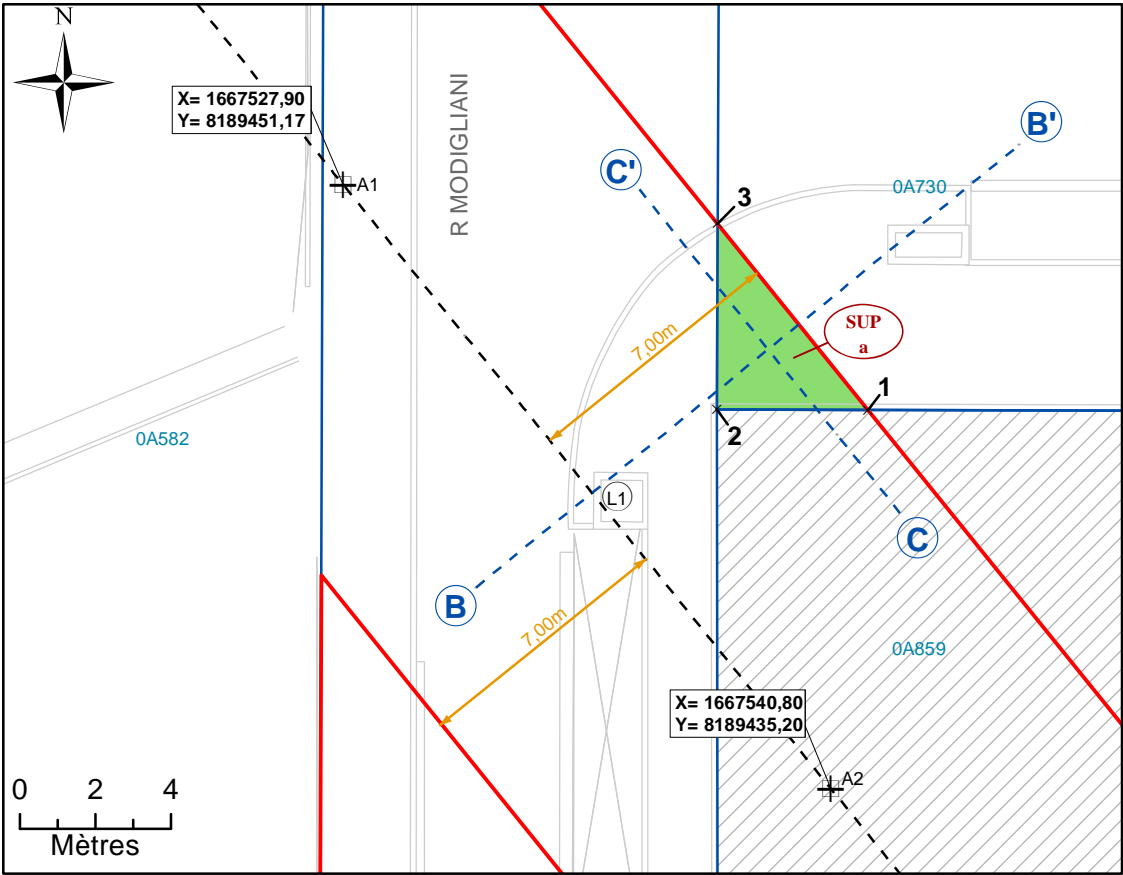 N
X= 1667527,90
Y= 8189451,17
A1
R MODIGLIANI
C'
B'
0A730
3
SUP
a
7,00m
1
2
0A582
L1
C
B
7,00m
0A859
X= 1667540,80
Y= 8189435,20
A2
0 2 4
Mètres